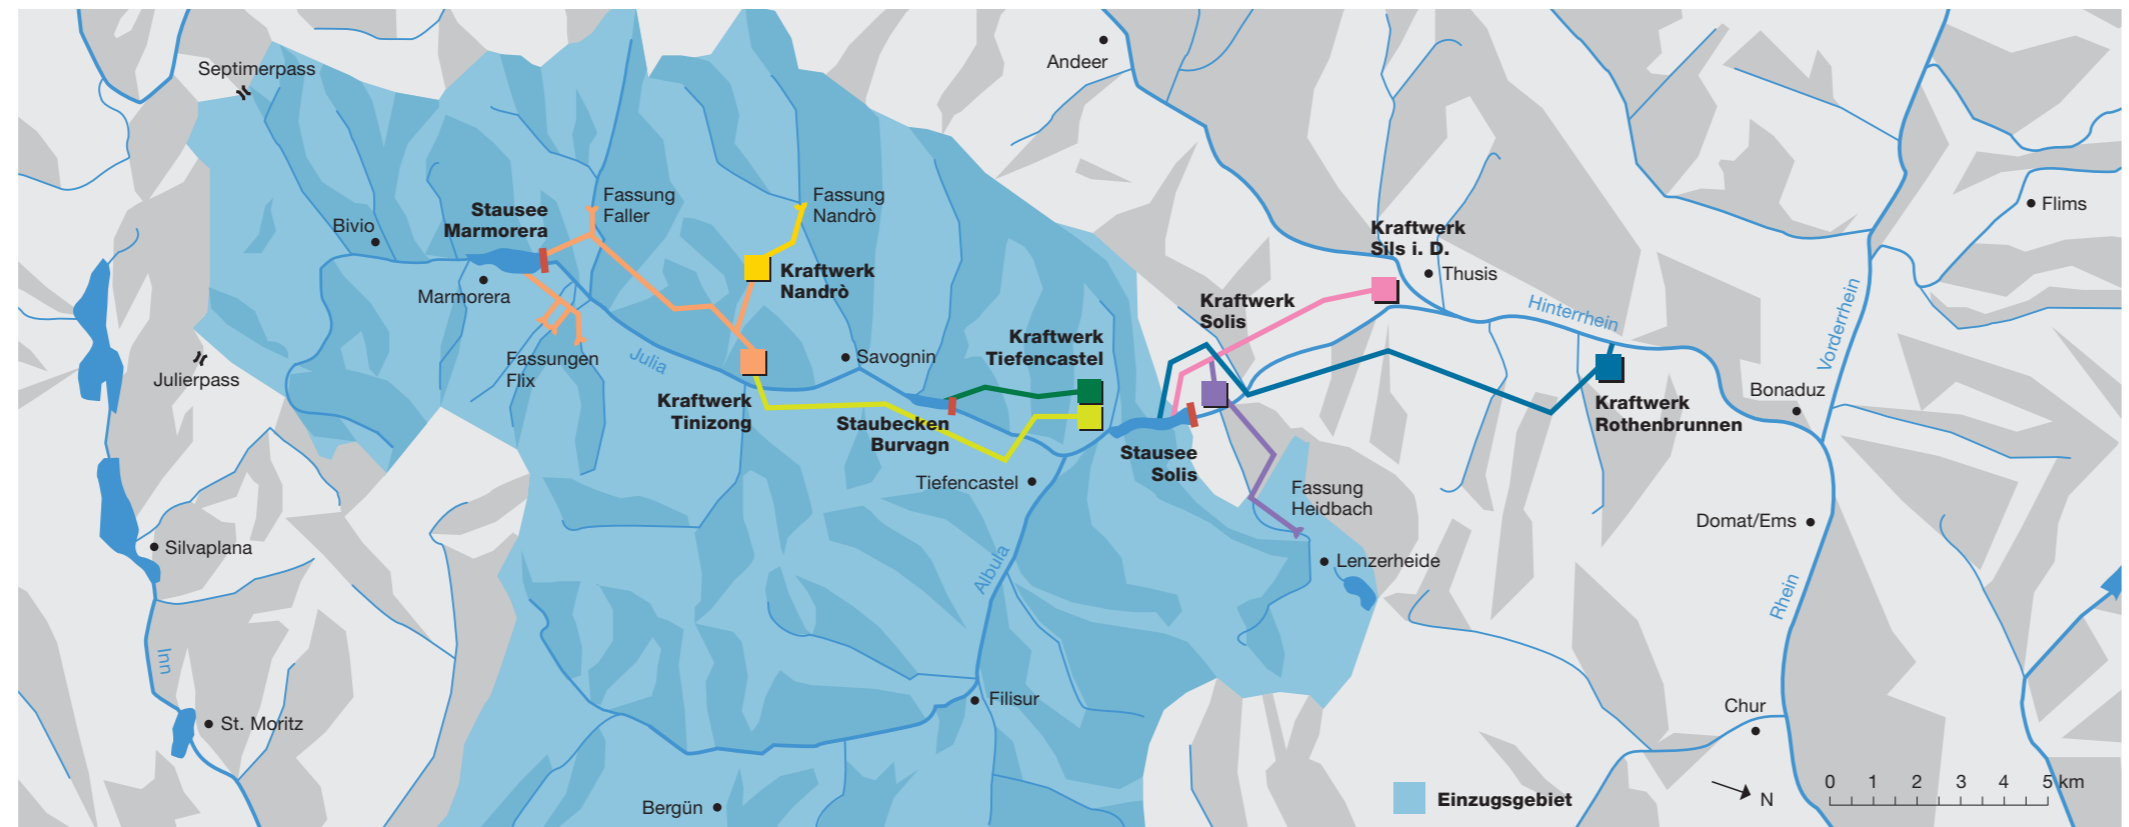 Septimerpass
Andeer
Fassung
Faller
Fassung
Nandrò
Stausee
Marmorera
Bivio
Flims
Kraftwerk
Sils i. D.
Thusis
Kraftwerk
Nandrò
Marmorera
Kraftwerk
Solis
Hinterrhein
Vorderrhein
Kraftwerk
Tiefencastel
Fassungen
Flix
Julia
Savognin
Julierpass
Kraftwerk
Tinizong
Staubecken
Burvagn
Bonaduz
Kraftwerk
Rothenbrunnen
Stausee
Solis
Tiefencastel
Fassung
Heidbach
Domat/Ems
Silvaplana
Albula
Lenzerheide
Rhein
Inn
Filisur
St. Moritz
Chur
Bergün
Einzugsgebiet
N
0 1 2 3 4 5 km